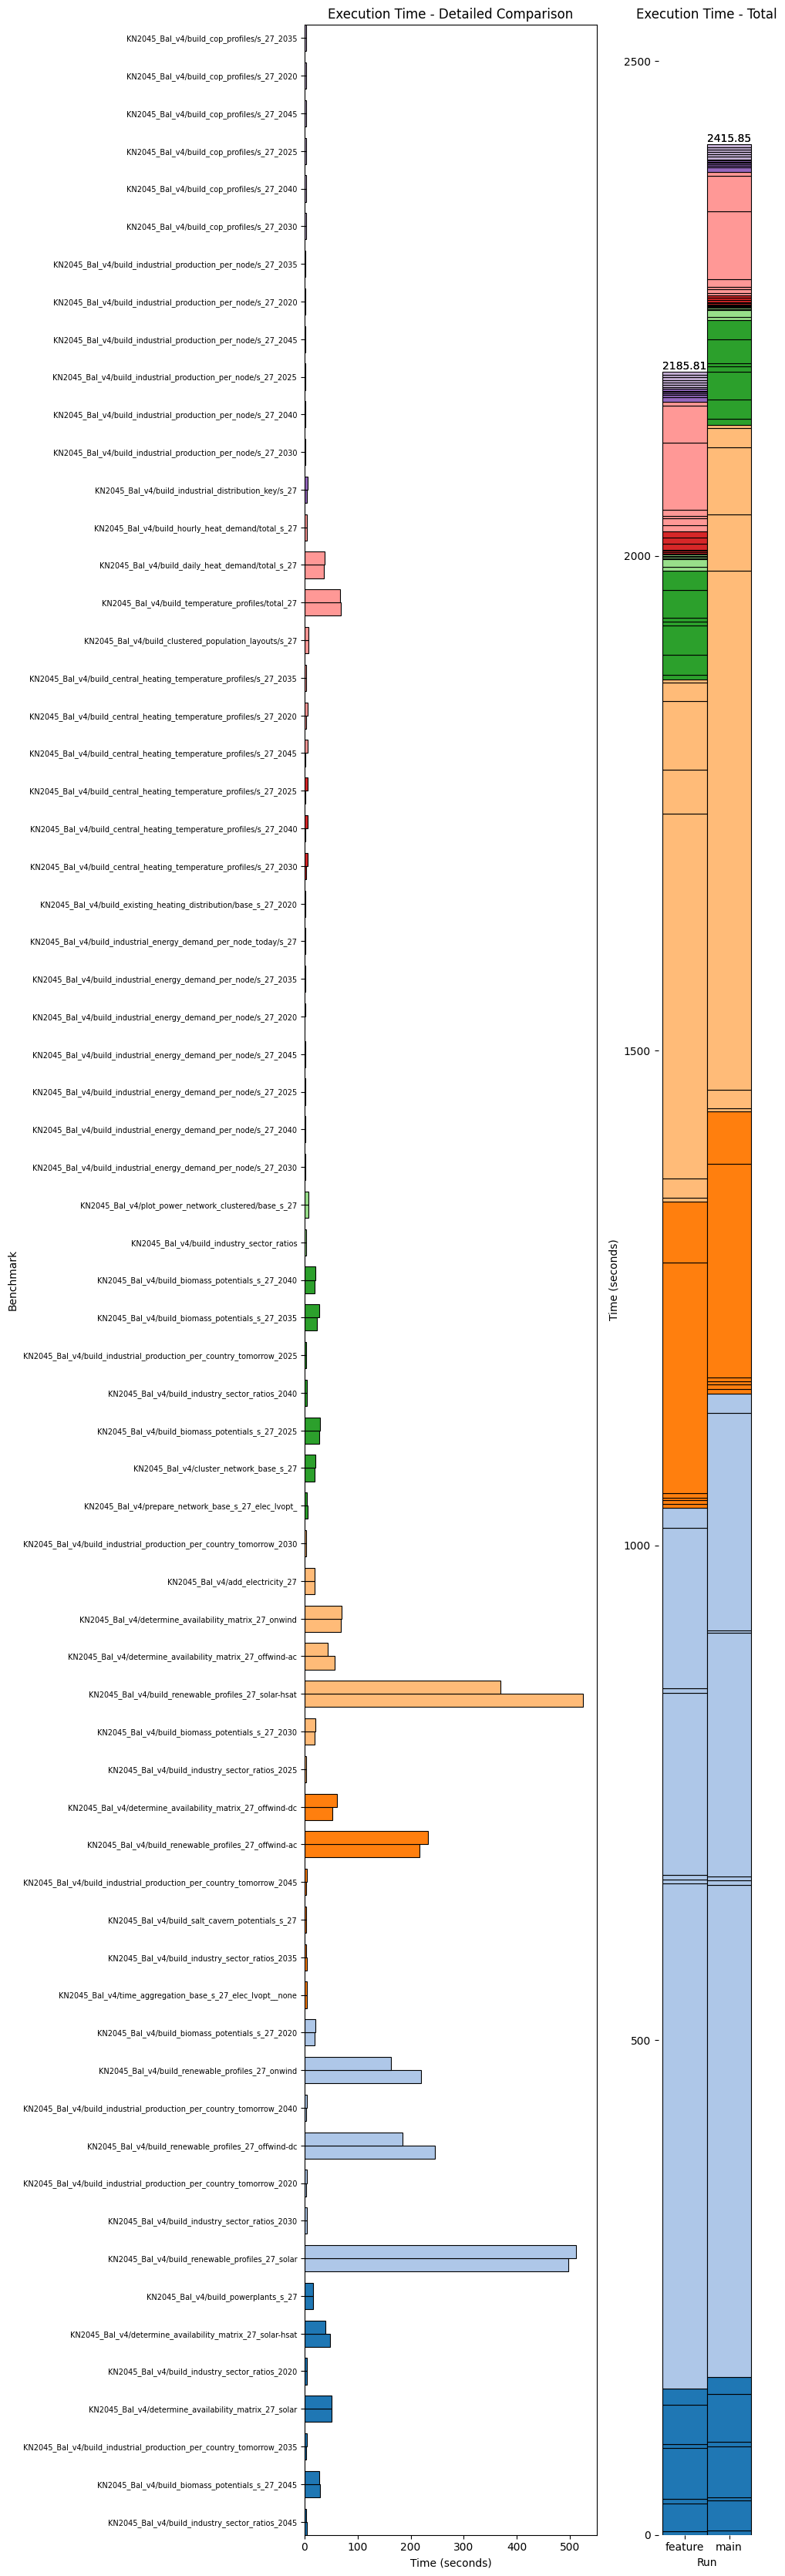 Execution Time - Detailed Comparison
Execution Time - Total
KN2045_Bal_v4/build_cop_profiles/s_27_2035
KN2045_Bal_v4/build_cop_profiles/s_27_2020
KN2045_Bal_v4/build_cop_profiles/s_27_2045
KN2045_Bal_v4/build_cop_profiles/s_27_2025
KN2045_Bal_v4/build_cop_profiles/s_27_2040
KN2045_Bal_v4/build_cop_profiles/s_27_2030
KN2045_Bal_v4/build_industrial_production_per_node/s_27_2035
KN2045_Bal_v4/build_industrial_production_per_node/s_27_2020
KN2045_Bal_v4/build_industrial_production_per_node/s_27_2045
KN2045_Bal_v4/build_industrial_production_per_node/s_27_2025
KN2045_Bal_v4/build_industrial_production_per_node/s_27_2040
KN2045_Bal_v4/build_industrial_production_per_node/s_27_2030
KN2045_Bal_v4/build_industrial_distribution_key/s_27
KN2045_Bal_v4/build_hourly_heat_demand/total_s_27
KN2045_Bal_v4/build_daily_heat_demand/total_s_27
KN2045_Bal_v4/build_temperature_profiles/total_27
KN2045_Bal_v4/build_clustered_population_layouts/s_27
KN2045_Bal_v4/build_central_heating_temperature_profiles/s_27_2035
KN2045_Bal_v4/build_central_heating_temperature_profiles/s_27_2020
KN2045_Bal_v4/build_central_heating_temperature_profiles/s_27_2045
KN2045_Bal_v4/build_central_heating_temperature_profiles/s_27_2025
KN2045_Bal_v4/build_central_heating_temperature_profiles/s_27_2040
KN2045_Bal_v4/build_central_heating_temperature_profiles/s_27_2030
KN2045_Bal_v4/build_existing_heating_distribution/base_s_27_2020
KN2045_Bal_v4/build_industrial_energy_demand_per_node_today/s_27
KN2045_Bal_v4/build_industrial_energy_demand_per_node/s_27_2035
KN2045_Bal_v4/build_industrial_energy_demand_per_node/s_27_2020
KN2045_Bal_v4/build_industrial_energy_demand_per_node/s_27_2045
KN2045_Bal_v4/build_industrial_energy_demand_per_node/s_27_2025
KN2045_Bal_v4/build_industrial_energy_demand_per_node/s_27_2040
KN2045_Bal_v4/build_industrial_energy_demand_per_node/s_27_2030
KN2045_Bal_v4/plot_power_network_clustered/base_s_27
KN2045_Bal_v4/build_industry_sector_ratios
KN2045_Bal_v4/build_biomass_potentials_s_27_2040
KN2045_Bal_v4/build_biomass_potentials_s_27_2035
KN2045_Bal_v4/build_industrial_production_per_country_tomorrow_2025
KN2045_Bal_v4/build_industry_sector_ratios_2040
KN2045_Bal_v4/build_biomass_potentials_s_27_2025
KN2045_Bal_v4/cluster_network_base_s_27
KN2045_Bal_v4/prepare_network_base_s_27_elec_lvopt_
KN2045_Bal_v4/build_industrial_production_per_country_tomorrow_2030
KN2045_Bal_v4/add_electricity_27
KN2045_Bal_v4/determine_availability_matrix_27_onwind
KN2045_Bal_v4/determine_availability_matrix_27_offwind-ac
KN2045_Bal_v4/build_renewable_profiles_27_solar-hsat
KN2045_Bal_v4/build_biomass_potentials_s_27_2030
KN2045_Bal_v4/build_industry_sector_ratios_2025
KN2045_Bal_v4/determine_availability_matrix_27_offwind-dc
KN2045_Bal_v4/build_renewable_profiles_27_offwind-ac
KN2045_Bal_v4/build_industrial_production_per_country_tomorrow_2045
KN2045_Bal_v4/build_salt_cavern_potentials_s_27
KN2045_Bal_v4/build_industry_sector_ratios_2035
KN2045_Bal_v4/time_aggregation_base_s_27_elec_lvopt__none
KN2045_Bal_v4/build_biomass_potentials_s_27_2020
KN2045_Bal_v4/build_renewable_profiles_27_onwind
KN2045_Bal_v4/build_industrial_production_per_country_tomorrow_2040
KN2045_Bal_v4/build_renewable_profiles_27_offwind-dc
KN2045_Bal_v4/build_industrial_production_per_country_tomorrow_2020
KN2045_Bal_v4/build_industry_sector_ratios_2030
KN2045_Bal_v4/build_renewable_profiles_27_solar
KN2045_Bal_v4/build_powerplants_s_27
KN2045_Bal_v4/determine_availability_matrix_27_solar-hsat
KN2045_Bal_v4/build_industry_sector_ratios_2020
KN2045_Bal_v4/determine_availability_matrix_27_solar
KN2045_Bal_v4/build_industrial_production_per_country_tomorrow_2035
KN2045_Bal_v4/build_biomass_potentials_s_27_2045
KN2045_Bal_v4/build_industry_sector_ratios_2045
Benchmark
0 100 200 300 400 500
Time (seconds)
Time (seconds)
2500
2000
1500
1000
500
0
2415.85
2185.81
feature main
Run